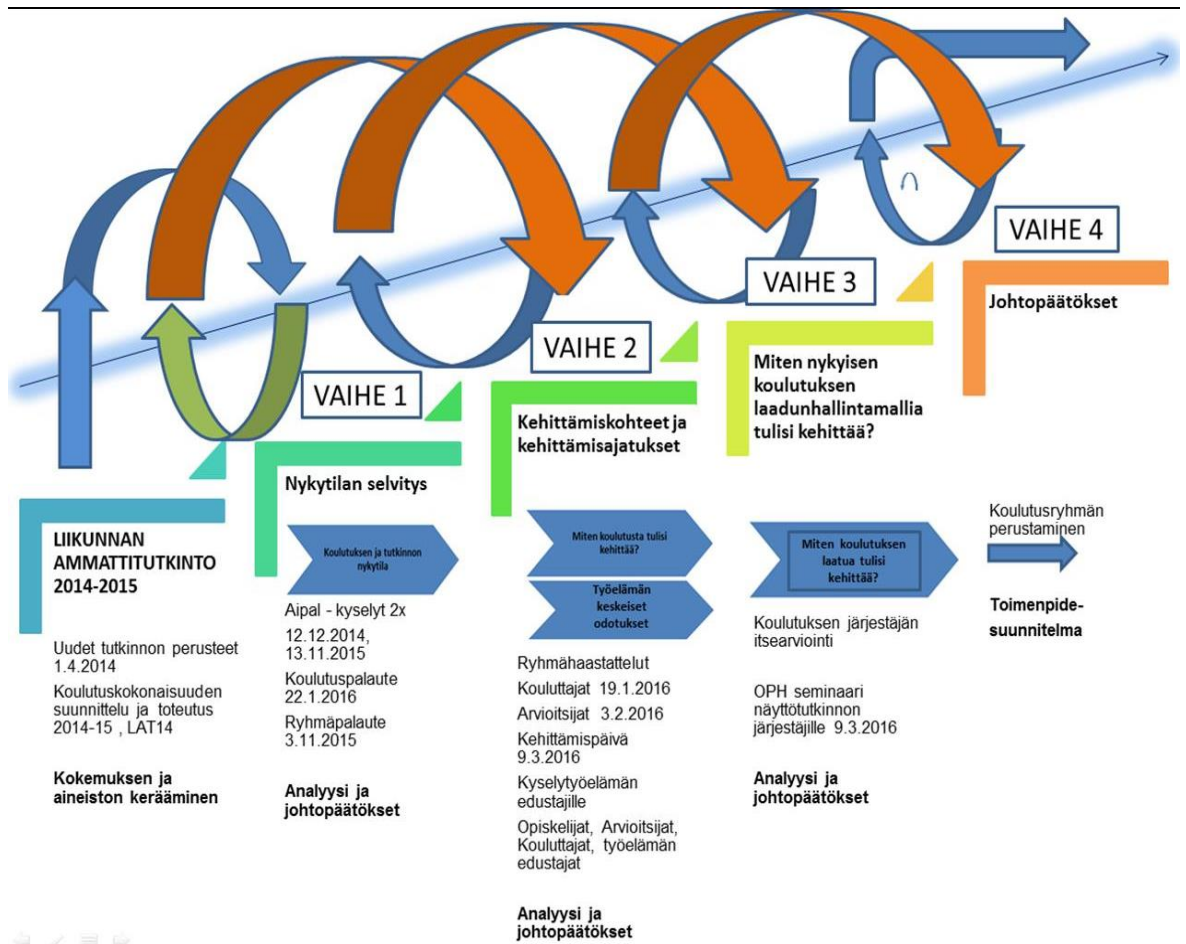 VAIHE 1
VAIHE 2
VAIHE 3
VAIHE 4
LIIKUNNAN
AMMATTITUTKINTO
2014-2015
Uudet tutkinnon perusteet
1.4.2014
Koulutuskokonaisuuden
suunnittelu ja toteutus
2014-15 , LAT14
Kokemuksen ja
aineiston kerääminen
Nykytilan selvitys
Koulutuksen ja tutkinnon
nykytila
Aipal - kyselyt 2x
12.12.2014,
13.11.2015
Koulutuspalaute
22.1.2016
Ryhmäpalaute
3.11.2015
Analyysi ja
johtopäätökset
Kehittämiskohteet ja
kehittämisajatukset
Miten koulutusta tulisi
kehittää?
Työelämän
keskeiset
odotukset
Ryhmähaastattelut
Kouluttajat 19.1.2016
Arvioitsijat 3.2.2016
Kehittämispäivä
9.3.2016
Kyselytyöelämän
edustajille
Opiskelijat, Arvioitsijat,
Kouluttajat, työelämän
edustajat
Analyysi ja
johtopäätökset
Miten nykyisen
koulutuksen
laadunhallintamallia
tulisi kehittää?
Miten koulutuksen
laatua tulisi
kehittää?
Koulutuksen järjestäjän
itsearviointi
OPH seminaari
näyttötutkinnon
järjestäjille 9.3.2016
Analyysi ja
johtopäätökset
Johtopäätökset
Koulutusryhmän
perustaminen
Toimenpide-
suunnitelma